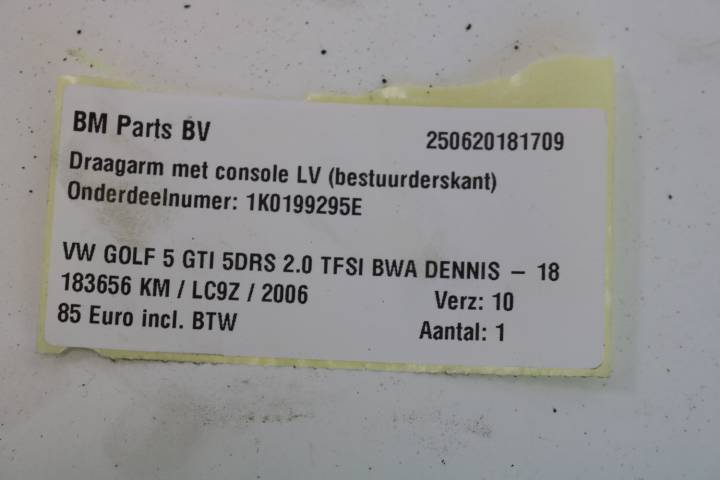 BM Parts BV 250620181709
Draagarm met console LV (bestuurderskant)
Onderdeelnumer: 1K0199295E
VW GOLF 5 GTI 5DRS 2.0 TFSI BWA DENNIS – 18
183656 KM / LC9Z / 2006 Verz: 10
85 Euro incl. BTW Aantal: 1